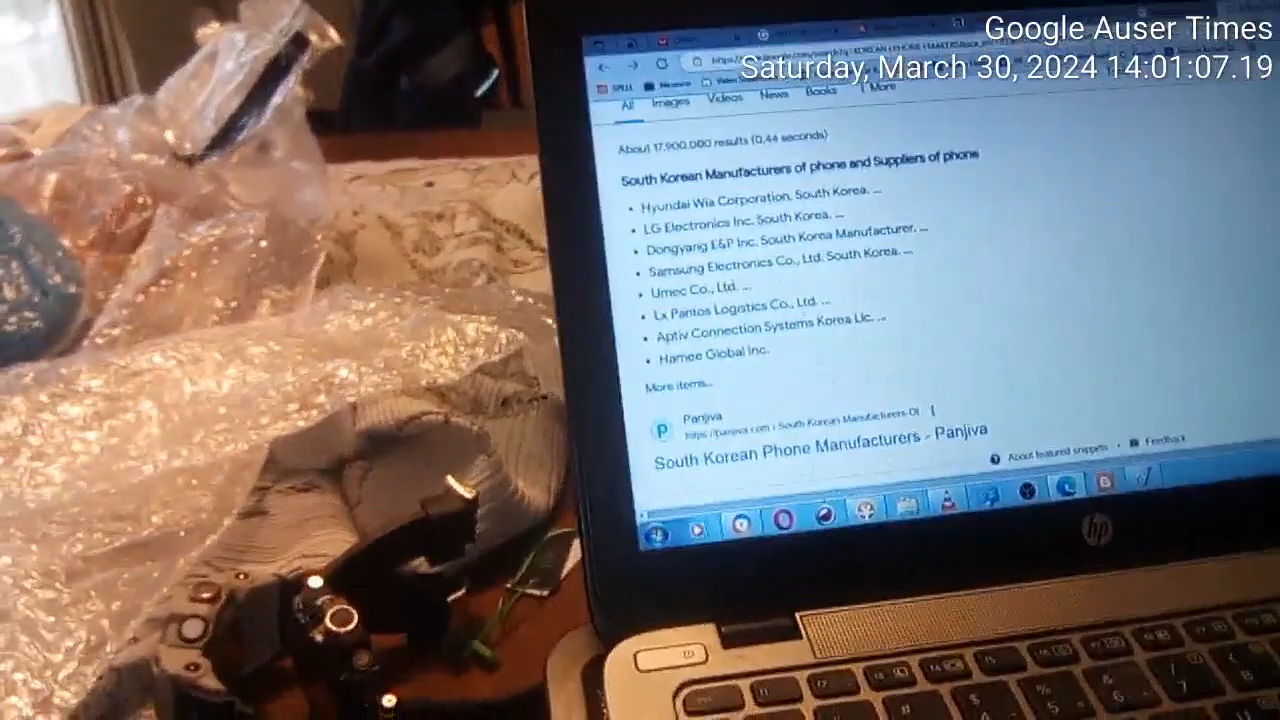 Google Auser Times
Saturday, March 30, 2024 14:01:07.19
All Images Videos News Books More
About 17,900,000 results (0.44 seconds)
South Korean Manufacturers of phone and Suppliers of phone
Hyundai Wia Corporation, South Korea. ...
LG Electronics Inc. South Korea. ...
Dongyang E&P Inc. South Korea Manufacturer. ...
Samsung Electronics Co., Ltd. South Korea. ...
Umec Co., Ltd. ...
Lx Pantos Logistics Co., Ltd. ...
Aptiv Connection Systems Korea Llc. ...
Hamee Global Inc.
More items...
Panjiva
https://panjiva.com › South-Korean-Manufacturers-Of
South Korean Phone Manufacturers - Panjiva
About featured snippets • Feedback
hp